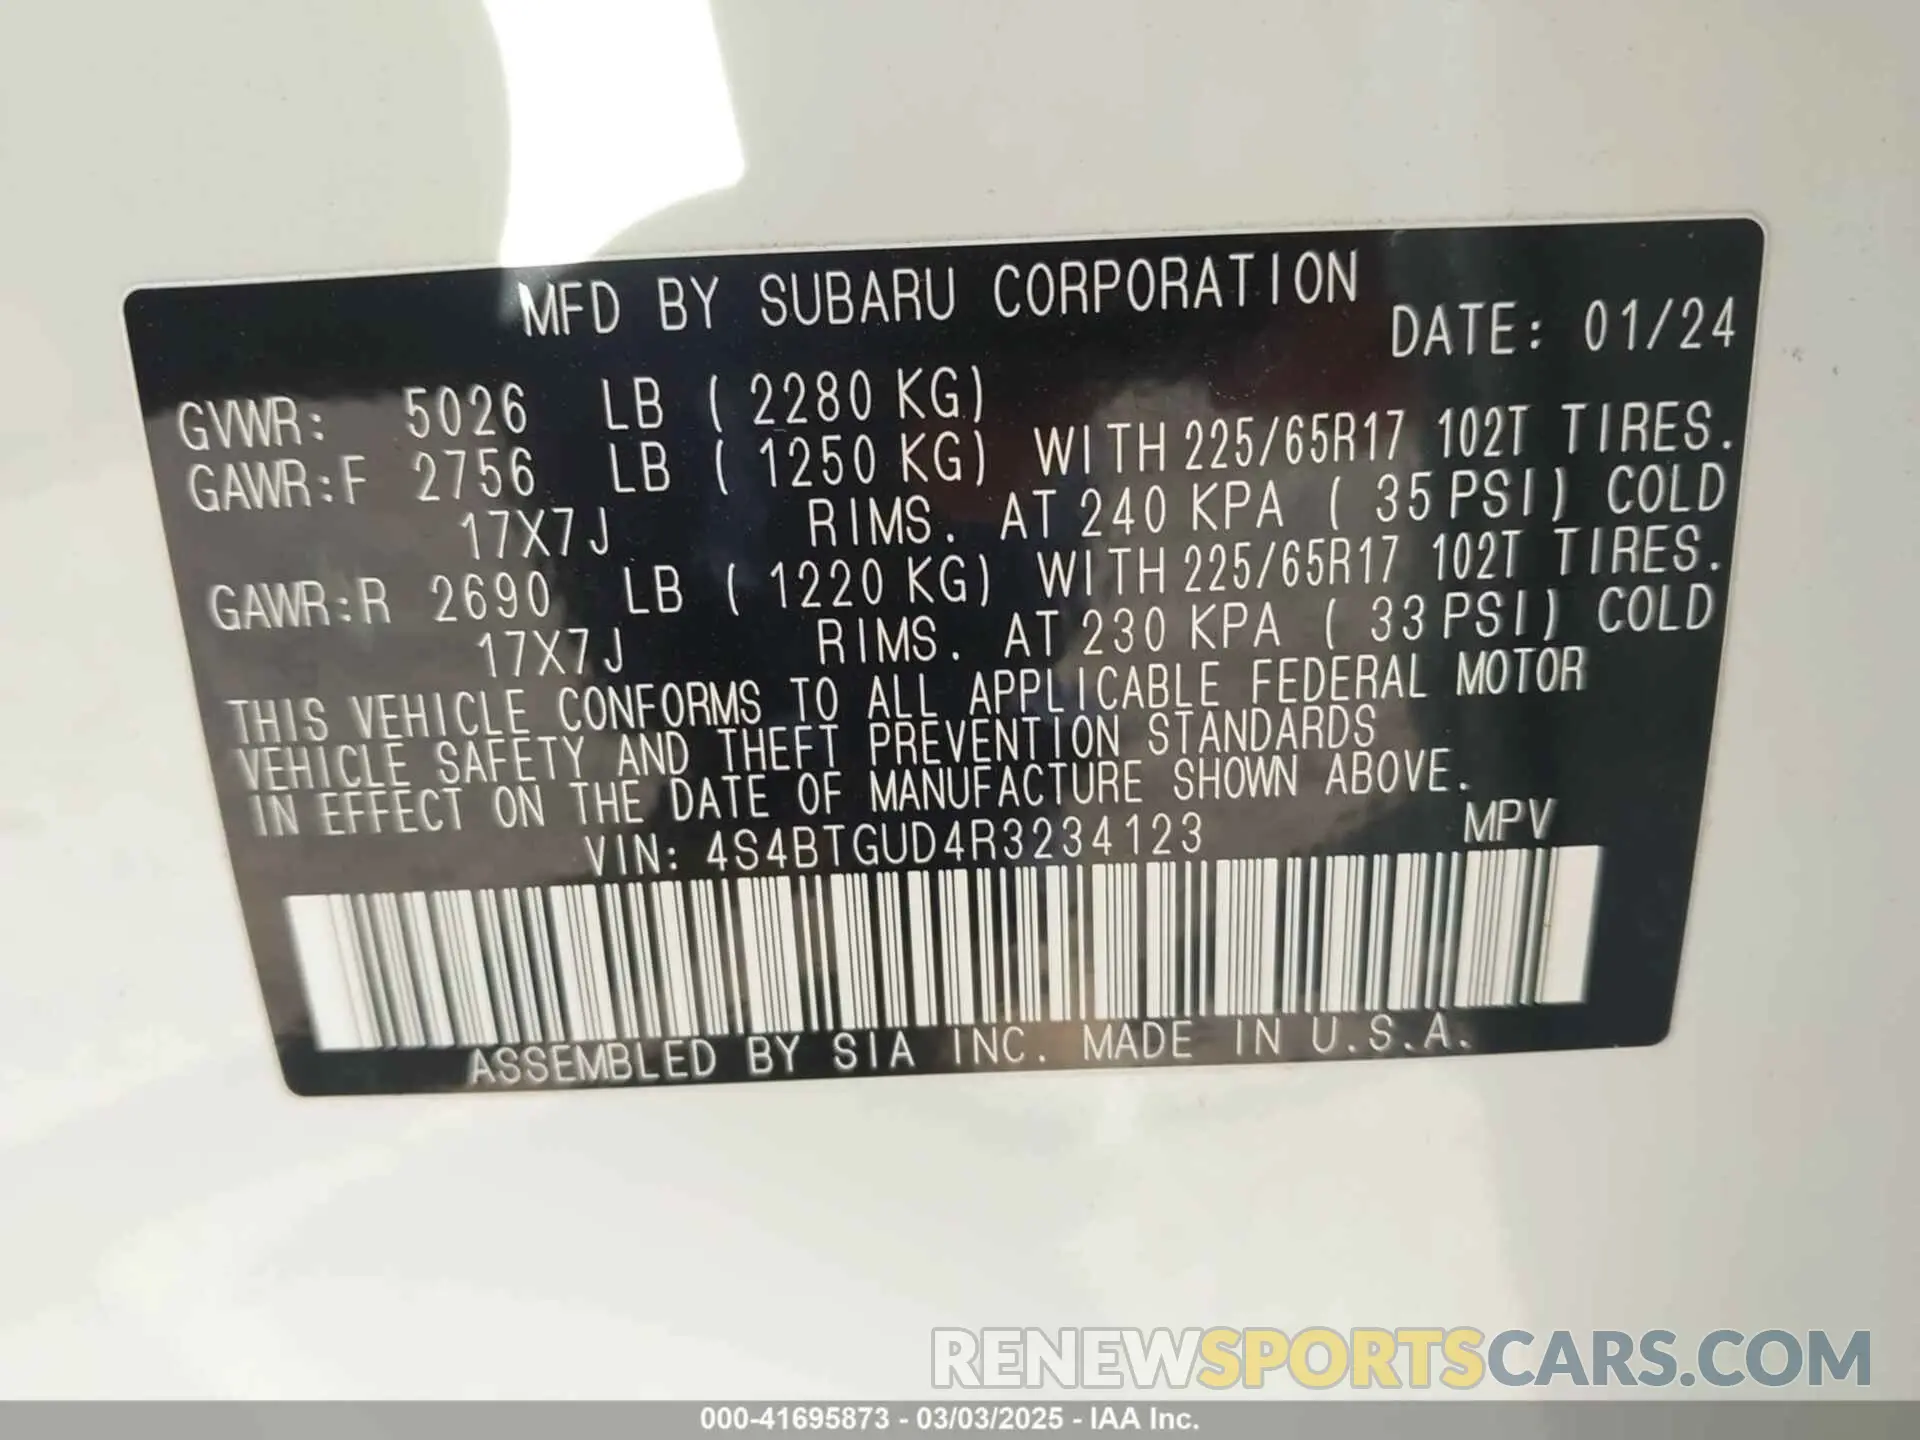 MFD BY SUBARU CORPORATION
DATE: 01/24
GVWR: 5026 LB ( 2280 KG)
GAWR:F 2756 LB ( 1250 KG) WITH 225/65R17 102T TIRES.
17X7J RIMS. AT 240 KPA ( 35 PSI) COLD
GAWR:R 2690 LB ( 1220 KG) WITH 225/65R17 102T TIRES.
17X7J RIMS. AT 230 KPA ( 33 PSI) COLD
THIS VEHICLE CONFORMS TO ALL APPLICABLE FEDERAL MOTOR
VEHICLE SAFETY AND THEFT PREVENTION STANDARDS
IN EFFECT ON THE DATE OF MANUFACTURE SHOWN ABOVE.
VIN: 4S4BTGUD4R3234123 MPV
ASSEMBLED BY SIA INC. MADE IN U.S.A.
RENEWSPORTSCARS.COM
000-41695873 - 03/03/2025 - IAA Inc.